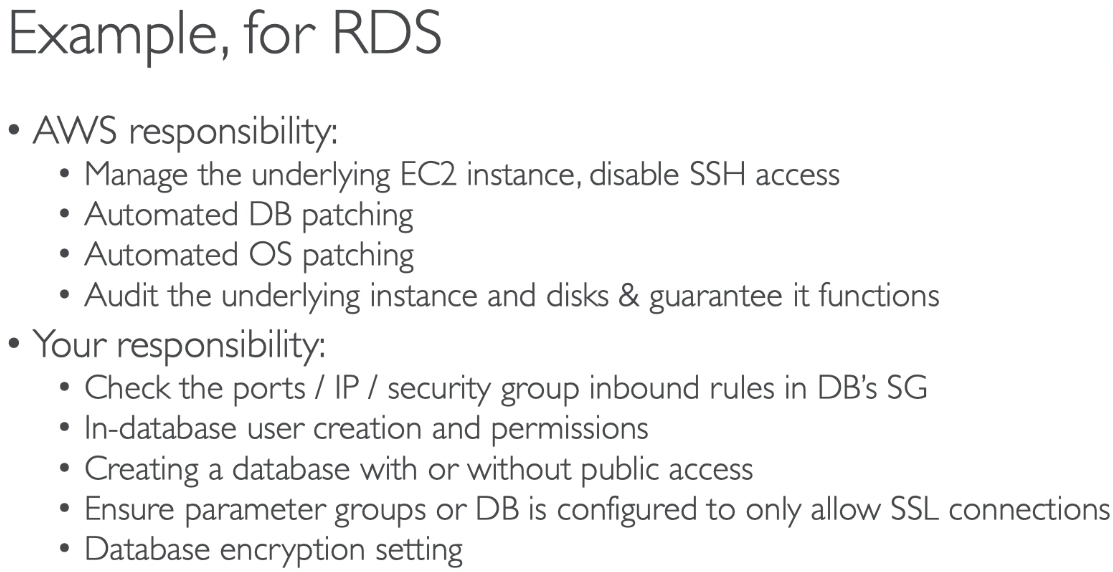 Example, for RDS
• AWS responsibility:
• Manage the underlying EC2 instance, disable SSH access
• Automated DB patching
• Automated OS patching
• Audit the underlying instance and disks & guarantee it functions
• Your responsibility:
• Check the ports / IP / security group inbound rules in DB's SG
• In-database user creation and permissions
• Creating a database with or without public access
• Ensure parameter groups or DB is configured to only allow SSL connections
• Database encryption setting